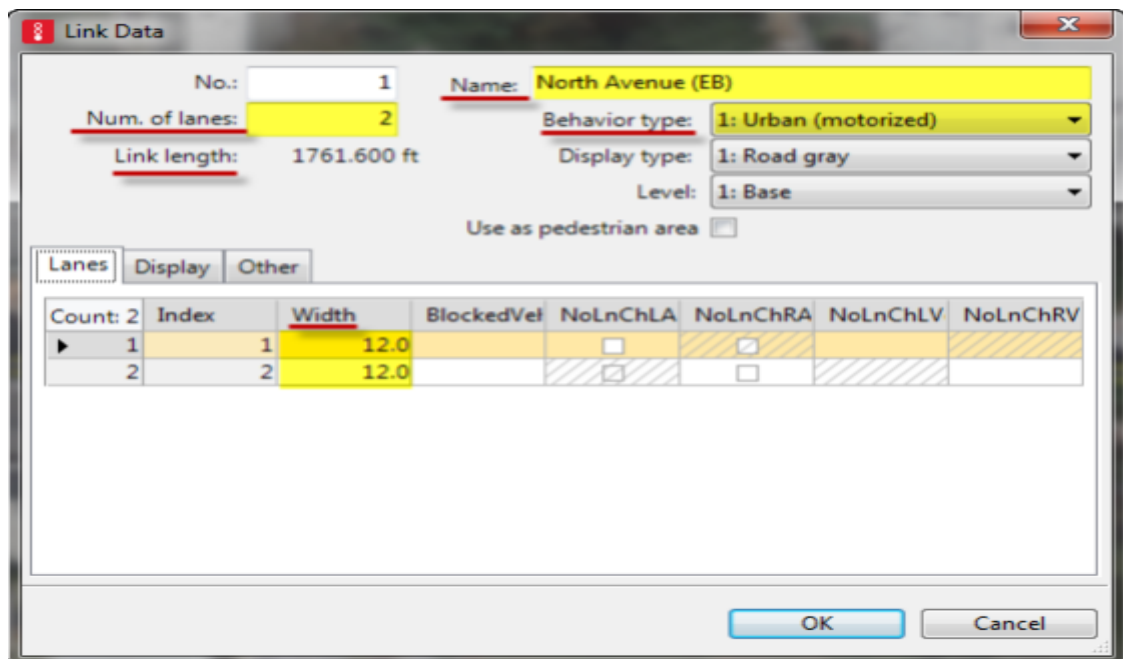 Link Data
No.: 1 Name: North Avenue (EB)
Num. of lanes: 2 Behavior type: 1: Urban (motorized)
Link length: 1761.600 ft Display type: 1: Road gray
Level: 1: Base
Use as pedestrian area
Lanes Display Other
Count: 2 Index Width BlockedVeh NoLnChLA NoLnChRA NoLnChLV NoLnChRV
1 1 12.0
2 2 12.0
OK Cancel